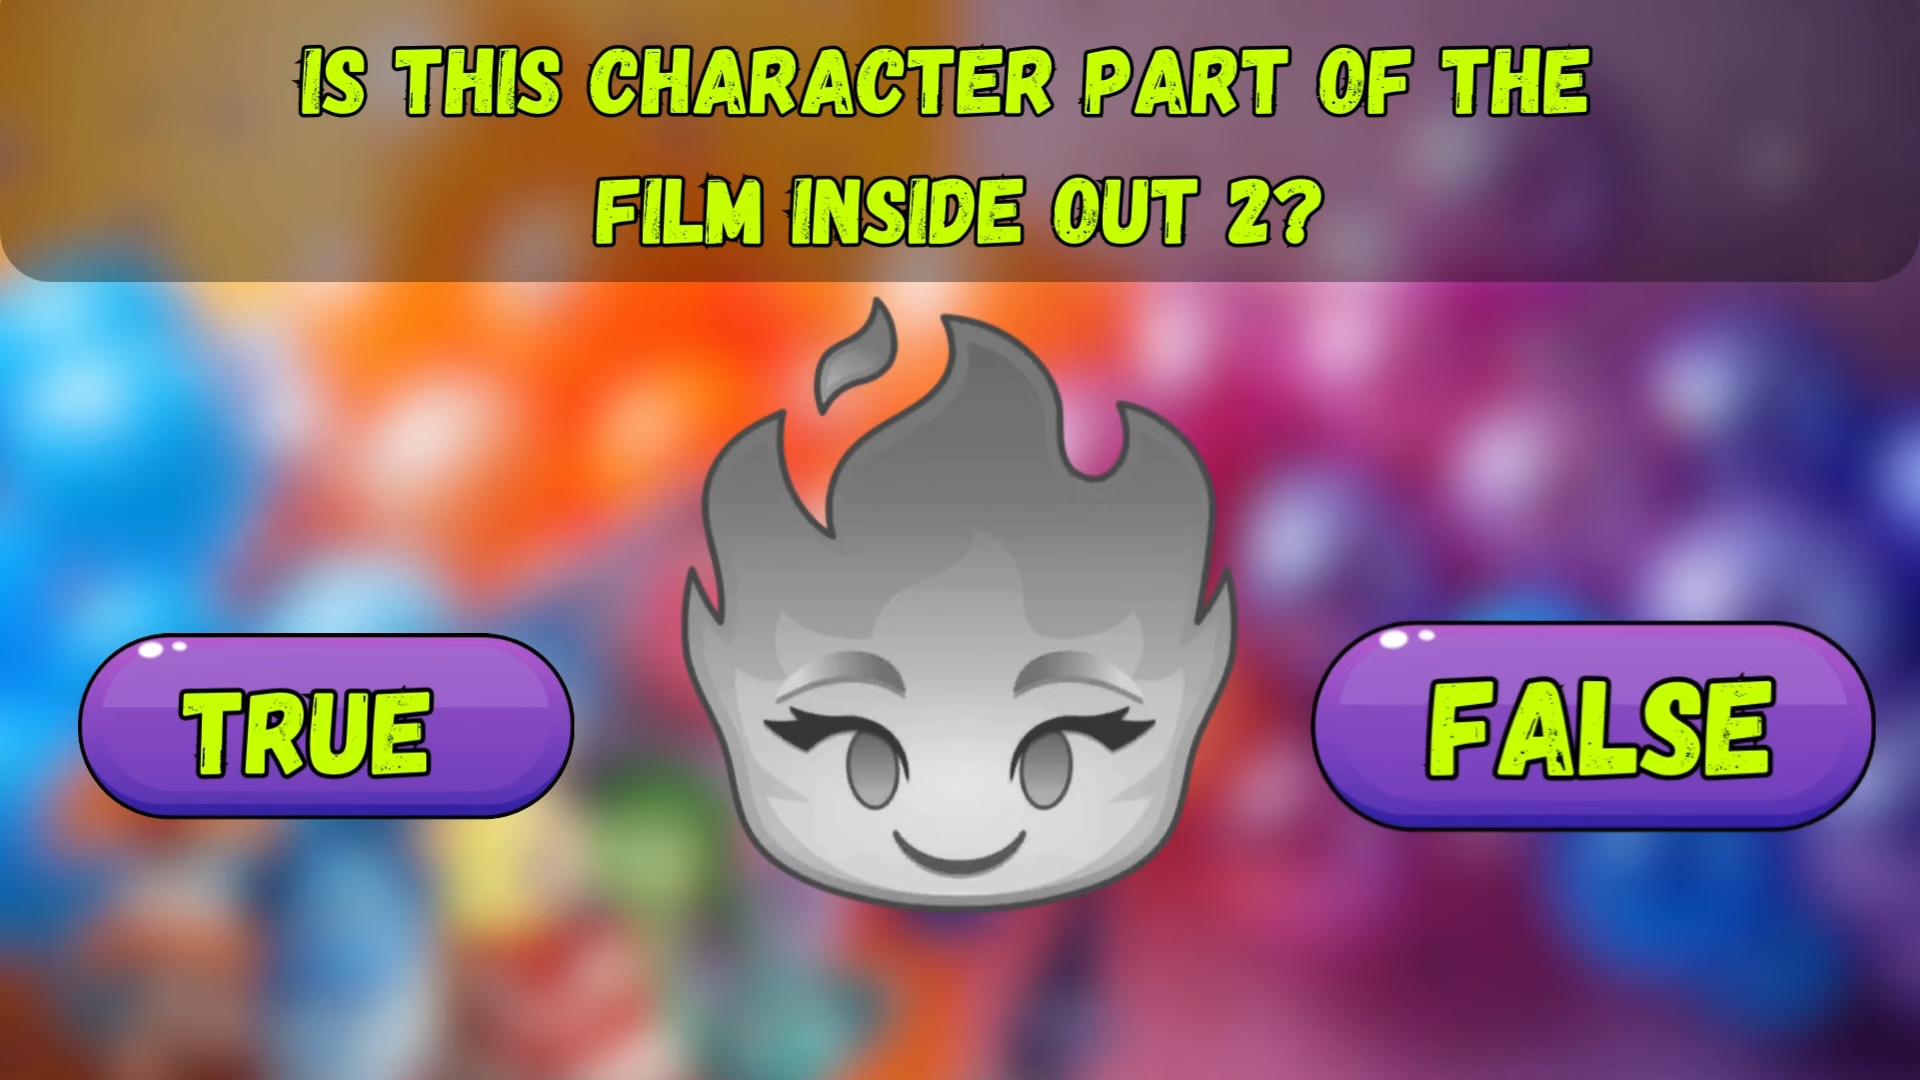 IS THIS CHARACTER PART OF THE
FILM INSIDE OUT 2?
TRUE
FALSE